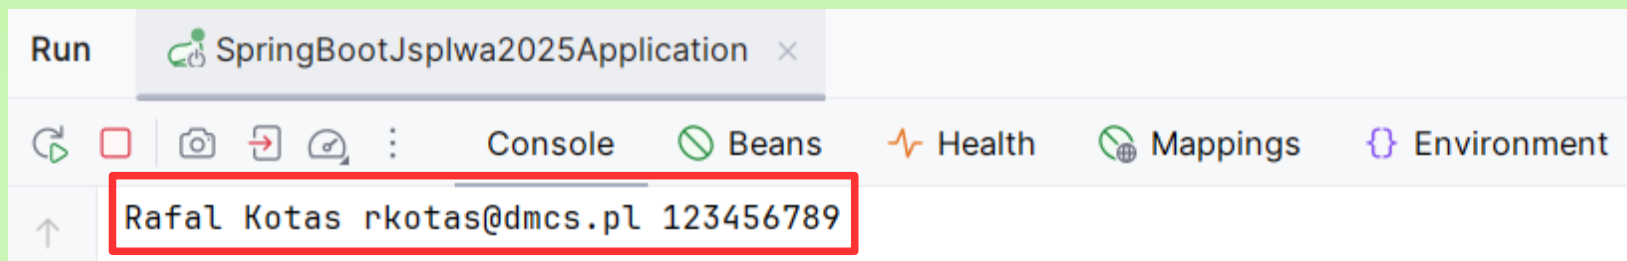 Run SpringBootJsplwa2025Application
Console Beans Health Mappings Environment
Rafal Kotas rkotas@dmcs.pl 123456789